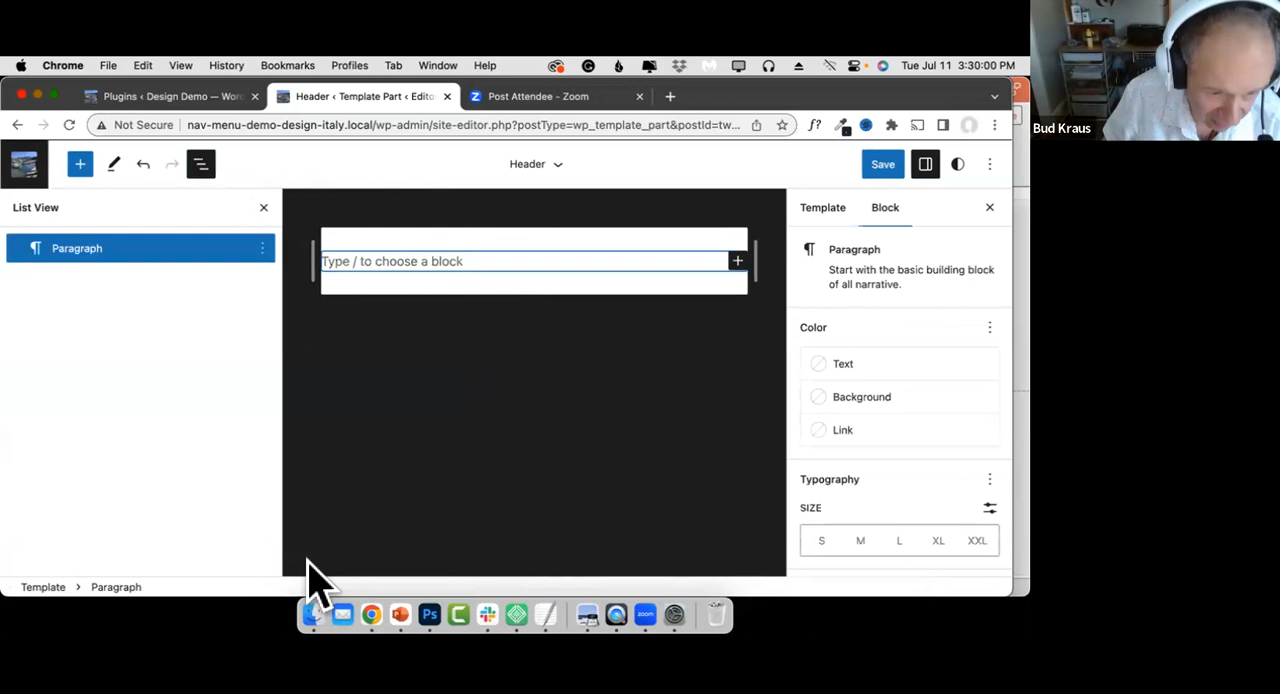 Chrome File Edit View History Bookmarks Profiles Tab Window Help Tue Jul 11 3:30:00 PM
Plugins ‹ Design Demo — Wor Header ‹ Template Part ‹ Edito Post Attendee - Zoom
Not Secure nav-menu-demo-design-italy.local/wp-admin/site-editor.php?postType=wp_template_part&postId=tw...
Bud Kraus
Header
Save
List View
Template Block
Paragraph
Paragraph
Start with the basic building block
of all narrative.
Type / to choose a block
Color
Text
Background
Link
Typography
SIZE
S M L XL XXL
Template › Paragraph
Ps
zoom